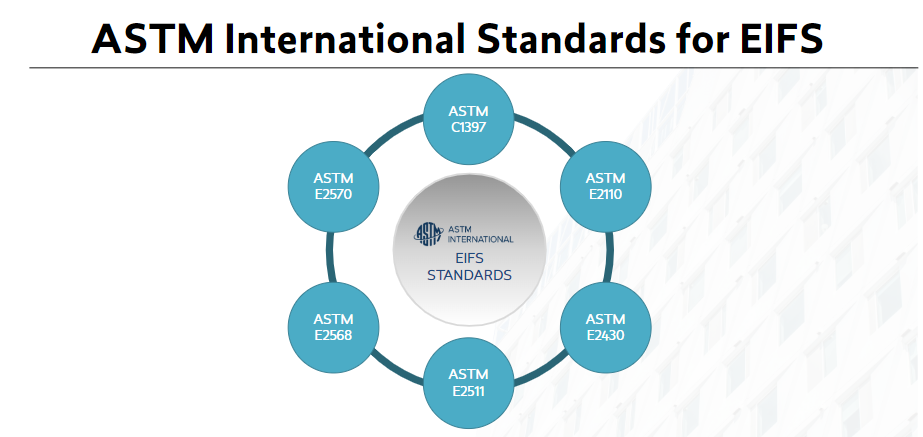 ASTM International Standards for EIFS
ASTM
C1397
ASTM
E2570
ASTM
E2110
ASTM
ASTM
INTERNATIONAL
EIFS
STANDARDS
ASTM
E2568
ASTM
E2430
ASTM
E2511